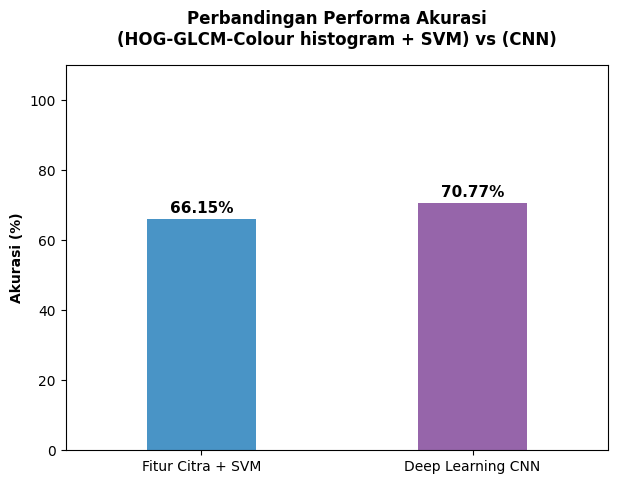 Perbandingan Performa Akurasi
(HOG-GLCM-Colour histogram + SVM) vs (CNN)
Akurasi (%)
100
80
60
40
20
0
66.15%
70.77%
Fitur Citra + SVM
Deep Learning CNN